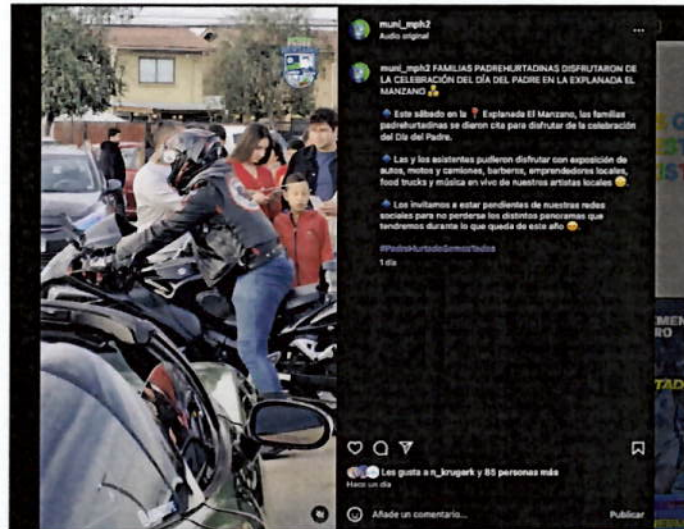 muni_mph2
Audio original
muni_mph2 FAMILIAS PADREHURTADINAS DISFRUTARON DE
LA CELEBRACIÓN DEL DÍA DEL PADRE EN LA EXPLANADA EL
MANZANO
Este sábado en la 📍 Explanada El Manzano, las familias
padrehurtadinas se dieron cita para disfrutar de la celebración
del Día del Padre.
Las y los asistentes pudieron disfrutar con exposición de
autos, motos y camiones, barberos, emprendedores locales,
food trucks y música en vivo de nuestros artistas locales
Los invitamos a estar pendientes de nuestras redes
sociales para no perderse los distintos panoramas que
tendremos durante lo que queda de este año
#PadreHurtadoSomosTodos
1 día
Les gusta a n_krugerk y 85 personas más
Hace un día
Añade un comentario...
Publicar